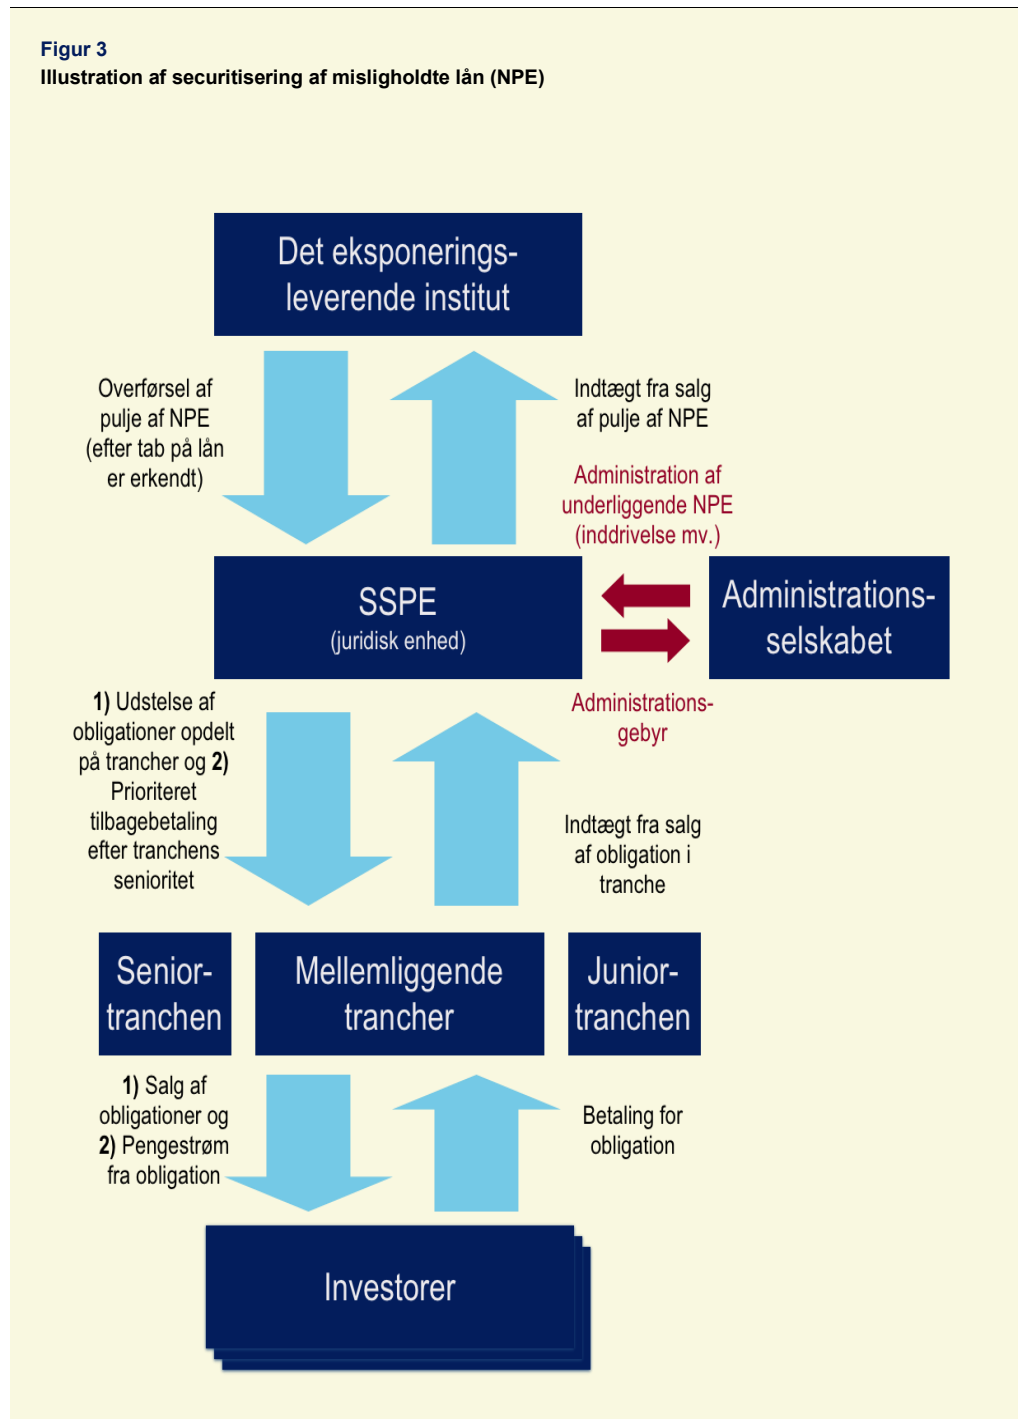 Figur 3
Illustration af securitisering af misligholdte lån (NPE)
Det eksponerings-
leverende institut
Overførsel af
pulje af NPE
(efter tab på lån
er erkendt)
Indtægt fra salg
af pulje af NPE
Administration af
underliggende NPE
(inddrivelse mv.)
SSPE
(juridisk enhed)
Administrations-
selskabet
Administrations-
gebyr
1) Udstelse af
obligationer opdelt
på trancher og 2)
Prioriteret
tilbagebetaling
efter tranchens
senioritet
Indtægt fra salg
af obligation i
tranche
Senior-
tranchen
Mellemliggende
trancher
Junior-
tranchen
1) Salg af
obligationer og
2) Pengestrøm
fra obligation
Betaling for
obligation
Investorer